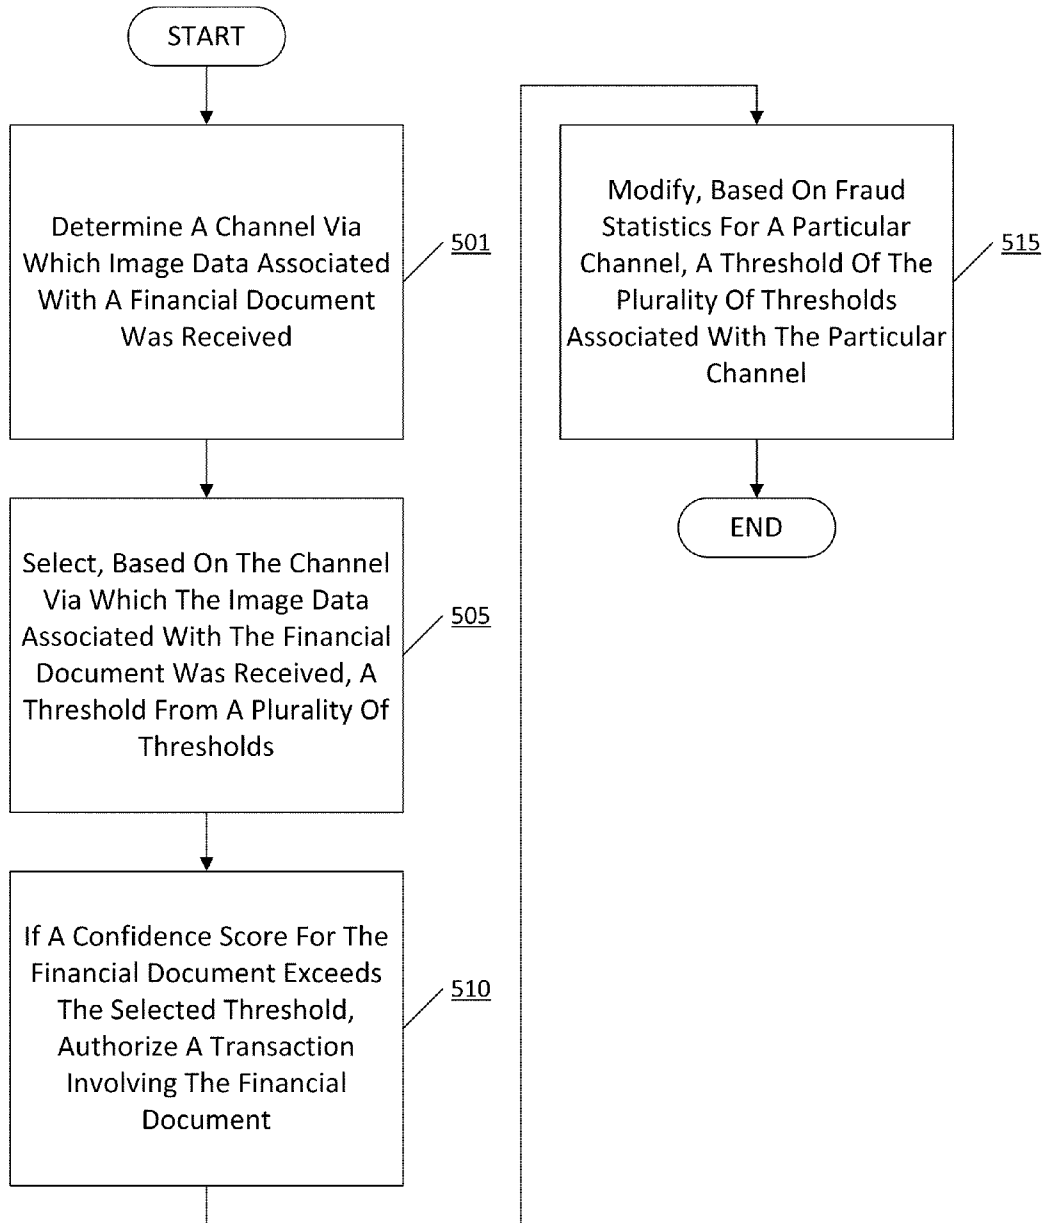 START
Determine A Channel Via
Which Image Data Associated
With A Financial Document
Was Received
501
Select, Based On The Channel
Via Which The Image Data
Associated With The Financial
Document Was Received, A
Threshold From A Plurality Of
Thresholds
505
If A Confidence Score For The
Financial Document Exceeds
The Selected Threshold,
Authorize A Transaction
Involving The Financial
Document
510
Modify, Based On Fraud
Statistics For A Particular
Channel, A Threshold Of The
Plurality Of Thresholds
Associated With The Particular
Channel
515
END